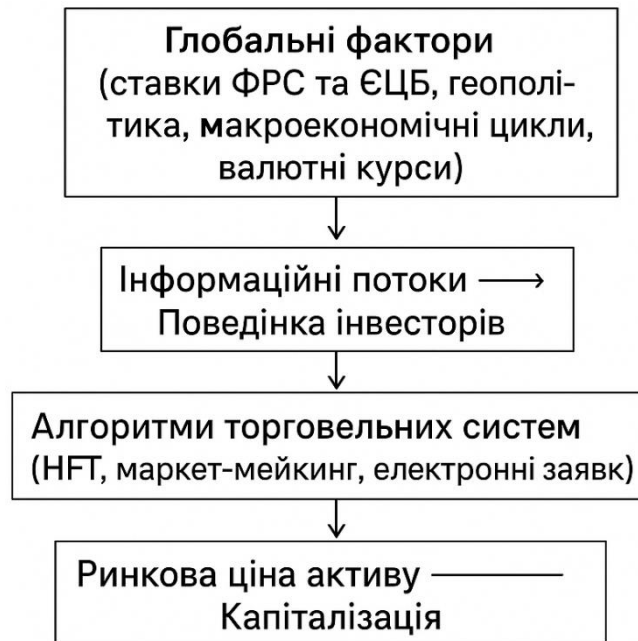 Глобальні фактори
(ставки ФРС та ЄЦБ, геополі-
тика, макроекономічні цикли,
валютні курси)
Інформаційні потоки →
Поведінка інвесторів
Алгоритми торговельних систем
(HFT, маркет-мейкинг, електронні заявк)
Ринкова ціна активу —
Капіталізація